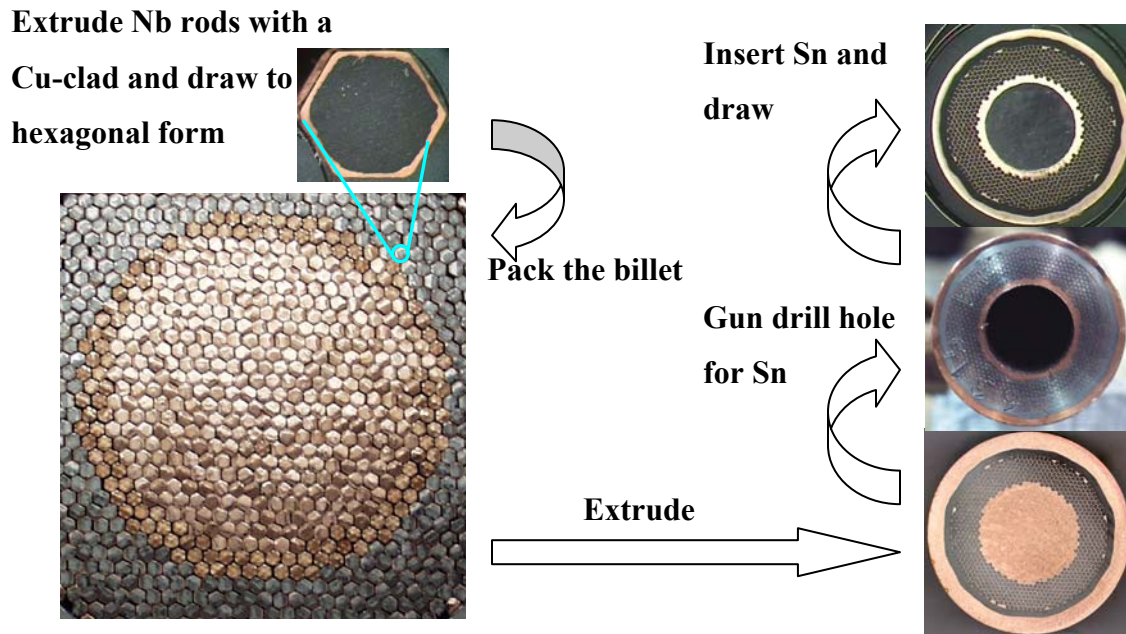 Extrude Nb rods with a
Cu-clad and draw to
hexagonal form
Pack the billet
Extrude
Gun drill hole
for Sn
Insert Sn and
draw